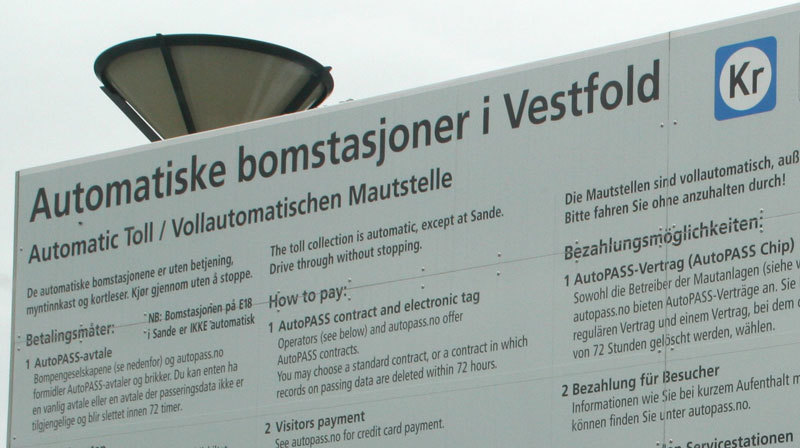 Kr
Automatiske bomstasjoner i Vestfold
Automatic Toll / Vollautomatischen Mautstelle
De automatiske bomstasjonene er uten betjening,
myntinnkast og kortleser. Kjør gjennom uten å stoppe.
Betalingsmåter:
NB: Bomstasjonen på E18
i Sande er IKKE automatisk
1 AutoPASS-avtale
Bompengeselskapene (se nedenfor) og autopass.no
formidler AutoPASS-avtaler og brikker. Du kan enten ha
en vanlig avtale eller en avtale der passeringsdata ikke er
tilgjengelige og blir slettet innen 72 timer.
The toll collection is automatic, except at Sande.
Drive through without stopping.
How to pay:
1 AutoPASS contract and electronic tag
Operators (see below) and autopass.no offer
AutoPASS contracts.
You may choose a standard contract, or a contract in which
records on passing data are deleted within 72 hours.
2 Visitors payment
See autopass.no for credit card payment.
Die Mautstellen sind vollautomatisch, auß
Bitte fahren Sie ohne anzuhalten durch!
Bezahlungsmöglichkeiten:
1 AutoPASS-Vertrag (AutoPASS Chip)
Sowohl die Betreiber der Mautanlagen (siehe
autopass.no bieten AutoPASS-Verträge an. Sie
regulären Vertrag und einem Vertrag, bei dem
von 72 Stunden gelöscht werden, wählen.
2 Bezahlung für Besucher
Informationen wie Sie bei kurzem Aufenthalt
können finden Sie unter autopass.no.
Servicestationen